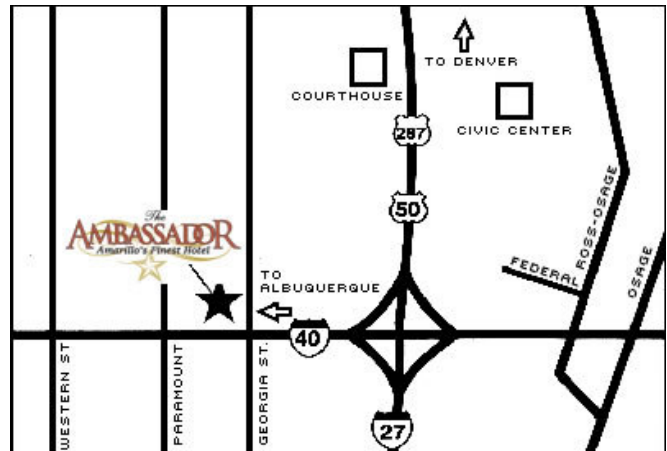 TO DENVER
COURTHOUSE
CIVIC CENTER
287
50
ROSS-OSAGE
FEDERAL
OSAGE
The
AMBASSADOR
Amarillo's Finest Hotel
TO
ALBUQUERQUE
40
27
WESTERN ST
PARAMOUNT
GEORGIA ST.